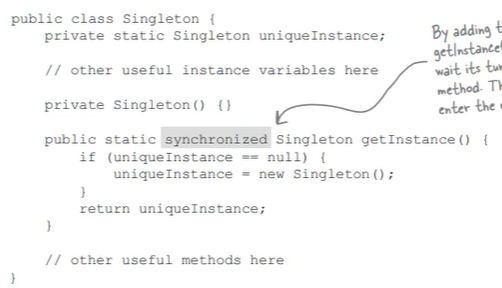 public class Singleton {
    private static Singleton uniqueInstance;

    // other useful instance variables here

    private Singleton() {}

    public static synchronized Singleton getInstance() {
        if (uniqueInstance == null) {
            uniqueInstance = new Singleton();
        }
        return uniqueInstance;
    }

    // other useful methods here
}
By adding t
getInstance(
wait its tu
method. Th
enter the